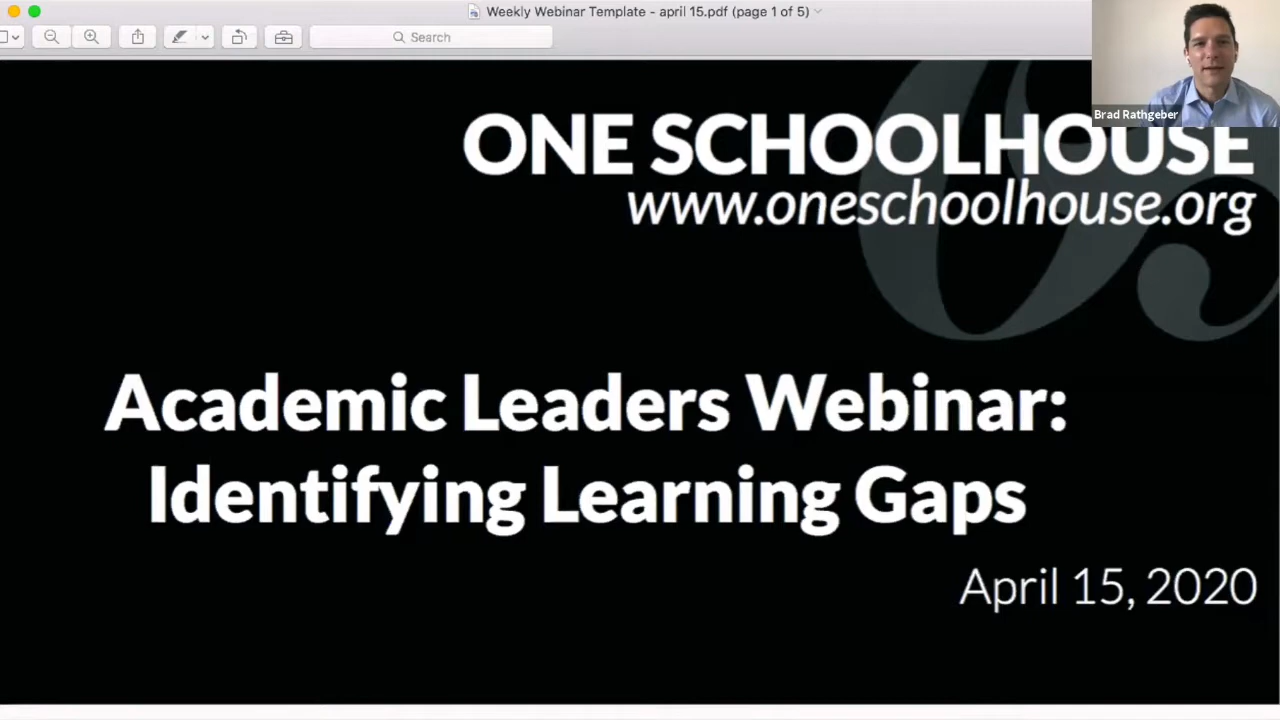 Weekly Webinar Template - april 15.pdf (page 1 of 5)
Search
Brad Rathgeber
ONE SCHOOLHOUSE
www.oneschoolhouse.org
Academic Leaders Webinar:
Identifying Learning Gaps
April 15, 2020